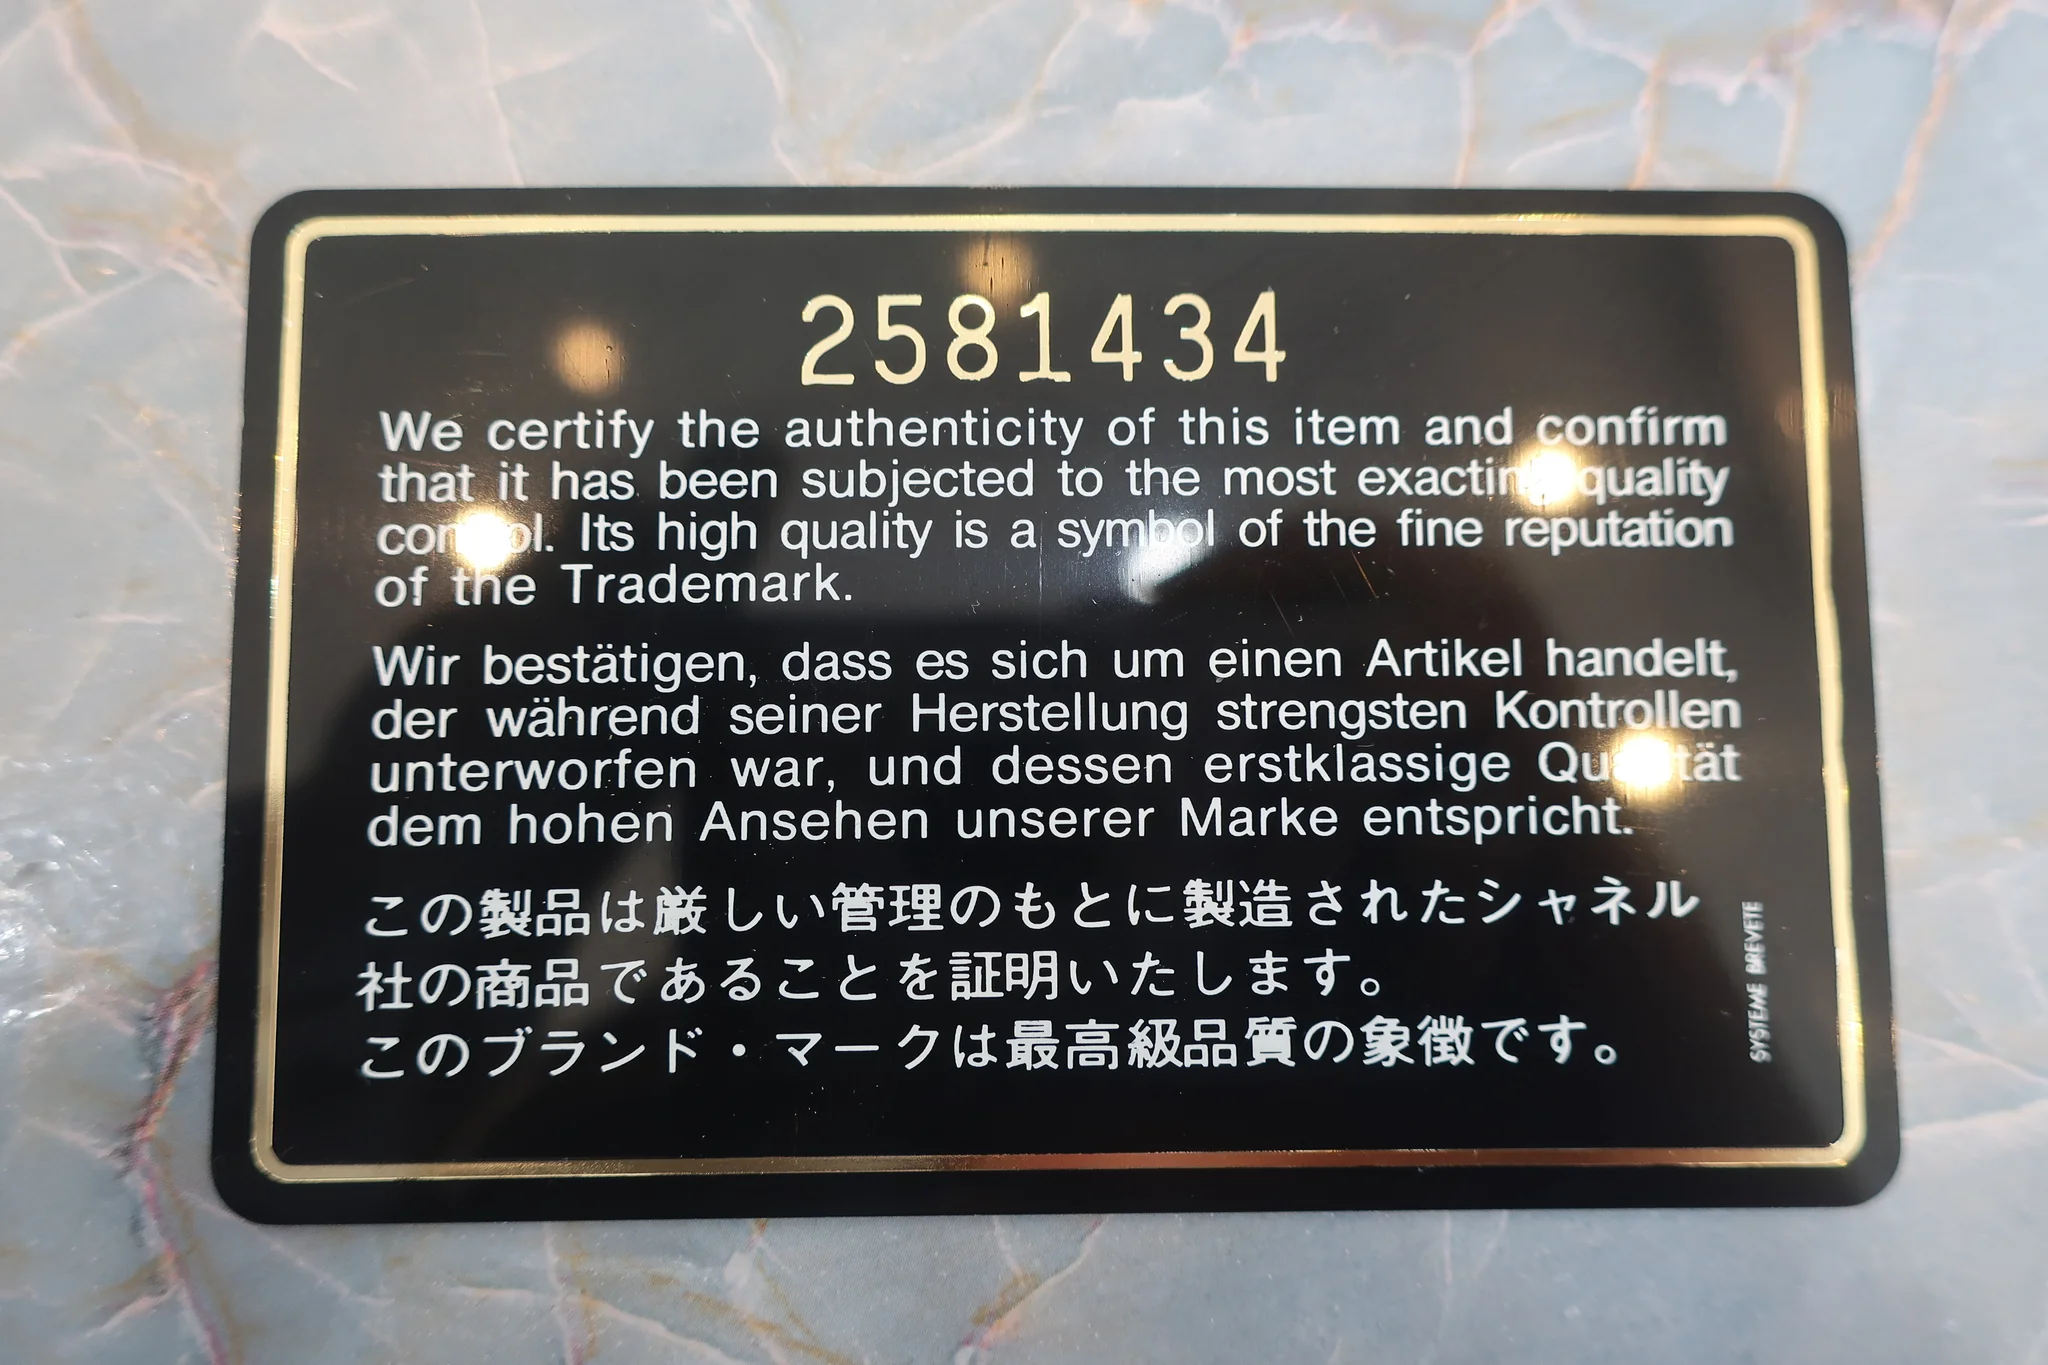 2581434
We certify the authenticity of this item and confirm
that it has been subjected to the most exacting quality
control. Its high quality is a symbol of the fine reputation
of the Trademark.
Wir bestätigen, dass es sich um einen Artikel handelt,
der während seiner Herstellung strengsten Kontrollen
unterworfen war, und dessen erstklassige Qualität
dem hohen Ansehen unserer Marke entspricht.
この製品は厳しい管理のもとに製造されたシャネル
社の商品であることを証明いたします。
このブランド・マークは最高級品質の象徴です。
SYSTEME BREVETE